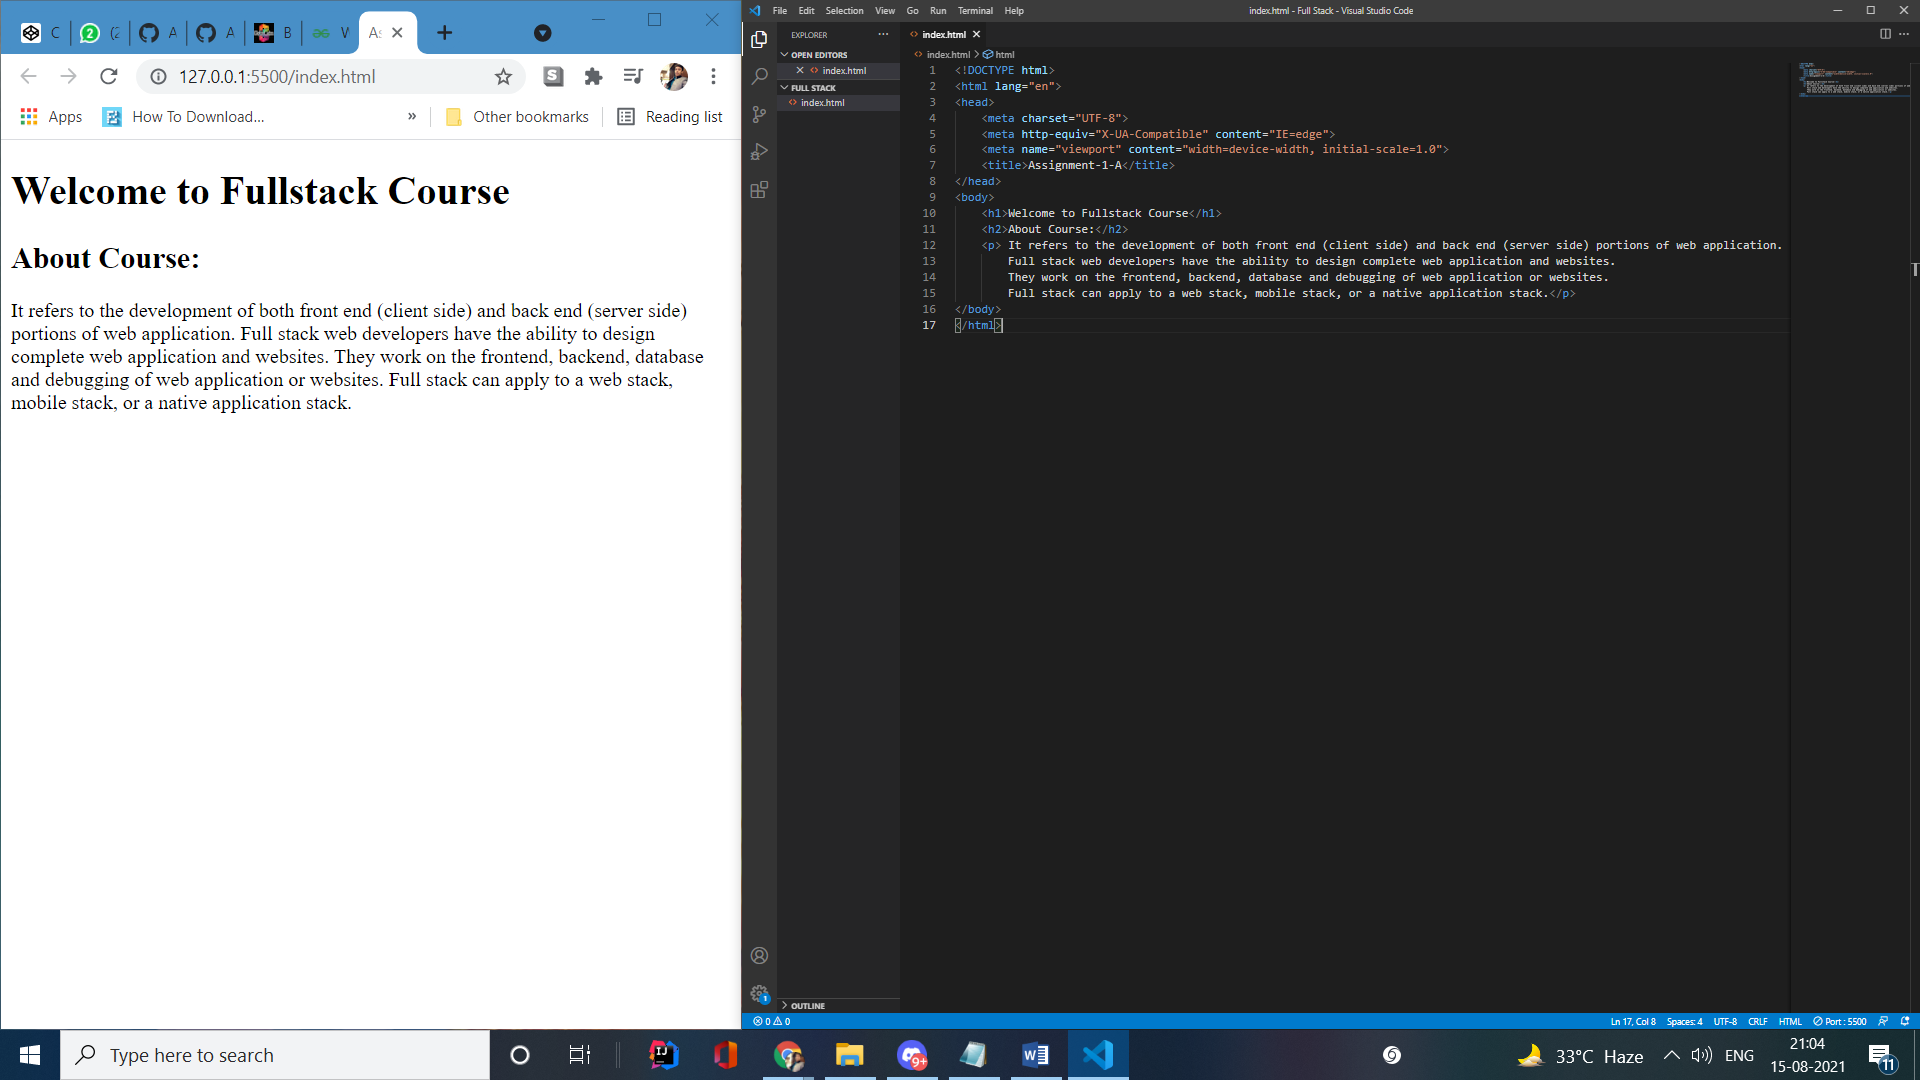 C
2
(2
A
A
B
V
As
127.0.0.1:5500/index.html
S
Apps
How To Download...
»
Other bookmarks
Reading list
Welcome to Fullstack Course
About Course:
It refers to the development of both front end (client side) and back end (server side)
portions of web application. Full stack web developers have the ability to design
complete web application and websites. They work on the frontend, backend, database
and debugging of web application or websites. Full stack can apply to a web stack,
mobile stack, or a native application stack.
File Edit Selection View Go Run Terminal Help
index.html - Full Stack - Visual Studio Code
EXPLORER
OPEN EDITORS
index.html
FULL STACK
index.html
OUTLINE
1
index.html
index.html > html
1 <!DOCTYPE html>
2 <html lang="en">
3 <head>
4 <meta charset="UTF-8">
5 <meta http-equiv="X-UA-Compatible" content="IE=edge">
6 <meta name="viewport" content="width=device-width, initial-scale=1.0">
7 <title>Assignment-1-A</title>
8 </head>
9 <body>
10 <h1>Welcome to Fullstack Course</h1>
11 <h2>About Course:</h2>
12 <p> It refers to the development of both front end (client side) and back end (server side) portions of web application.
13 Full stack web developers have the ability to design complete web application and websites.
14 They work on the frontend, backend, database and debugging of web application or websites.
15 Full stack can apply to a web stack, mobile stack, or a native application stack.</p>
16 </body>
17 </html>
0 0
Ln 17, Col 8 Spaces: 4 UTF-8 CRLF HTML Port : 5500
Type here to search
IJ
9+
W
33°C Haze
ENG
21:04
15-08-2021
11